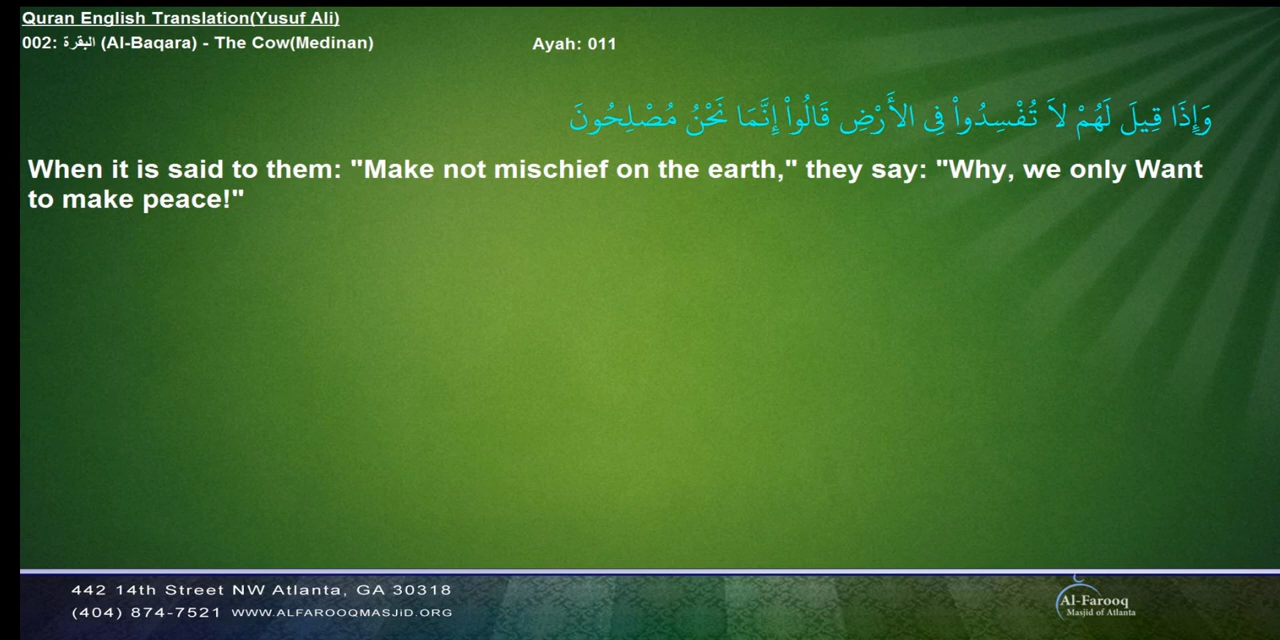 Quran English Translation(Yusuf Ali)
002: البقرة (Al-Baqara) - The Cow(Medinan)
Ayah: 011
وَإِذَا قِيلَ لَهُمْ لاَ تُفْسِدُواْ فِي الأَرْضِ قَالُواْ إِنَّمَا نَحْنُ مُصْلِحُونَ
When it is said to them: "Make not mischief on the earth," they say: "Why, we only Want
to make peace!"
442 14th Street NW Atlanta, GA 30318
(404) 874-7521 WWW.ALFAROOQMASJiD.ORG
Al-Farooq
Masjid of Atlanta